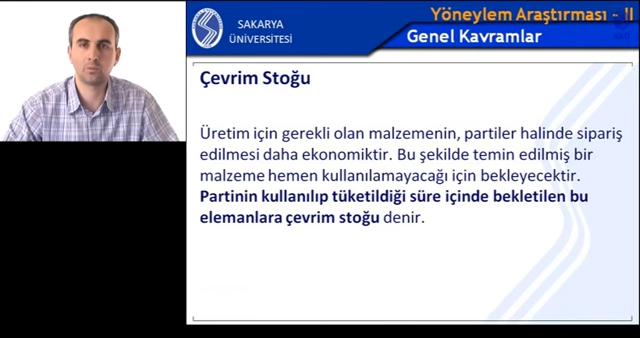 Yöneylem Araştırması - II
SAKARYA
ÜNİVERSİTESİ
Genel Kavramlar
Çevrim Stoğu
Üretim için gerekli olan malzemenin, partiler halinde sipariş
edilmesi daha ekonomiktir. Bu şekilde temin edilmiş bir
malzeme hemen kullanılamayacağı için bekleyecektir.
Partinin kullanılıp tüketildiği süre içinde bekletilen bu
elemanlara çevrim stoğu denir.